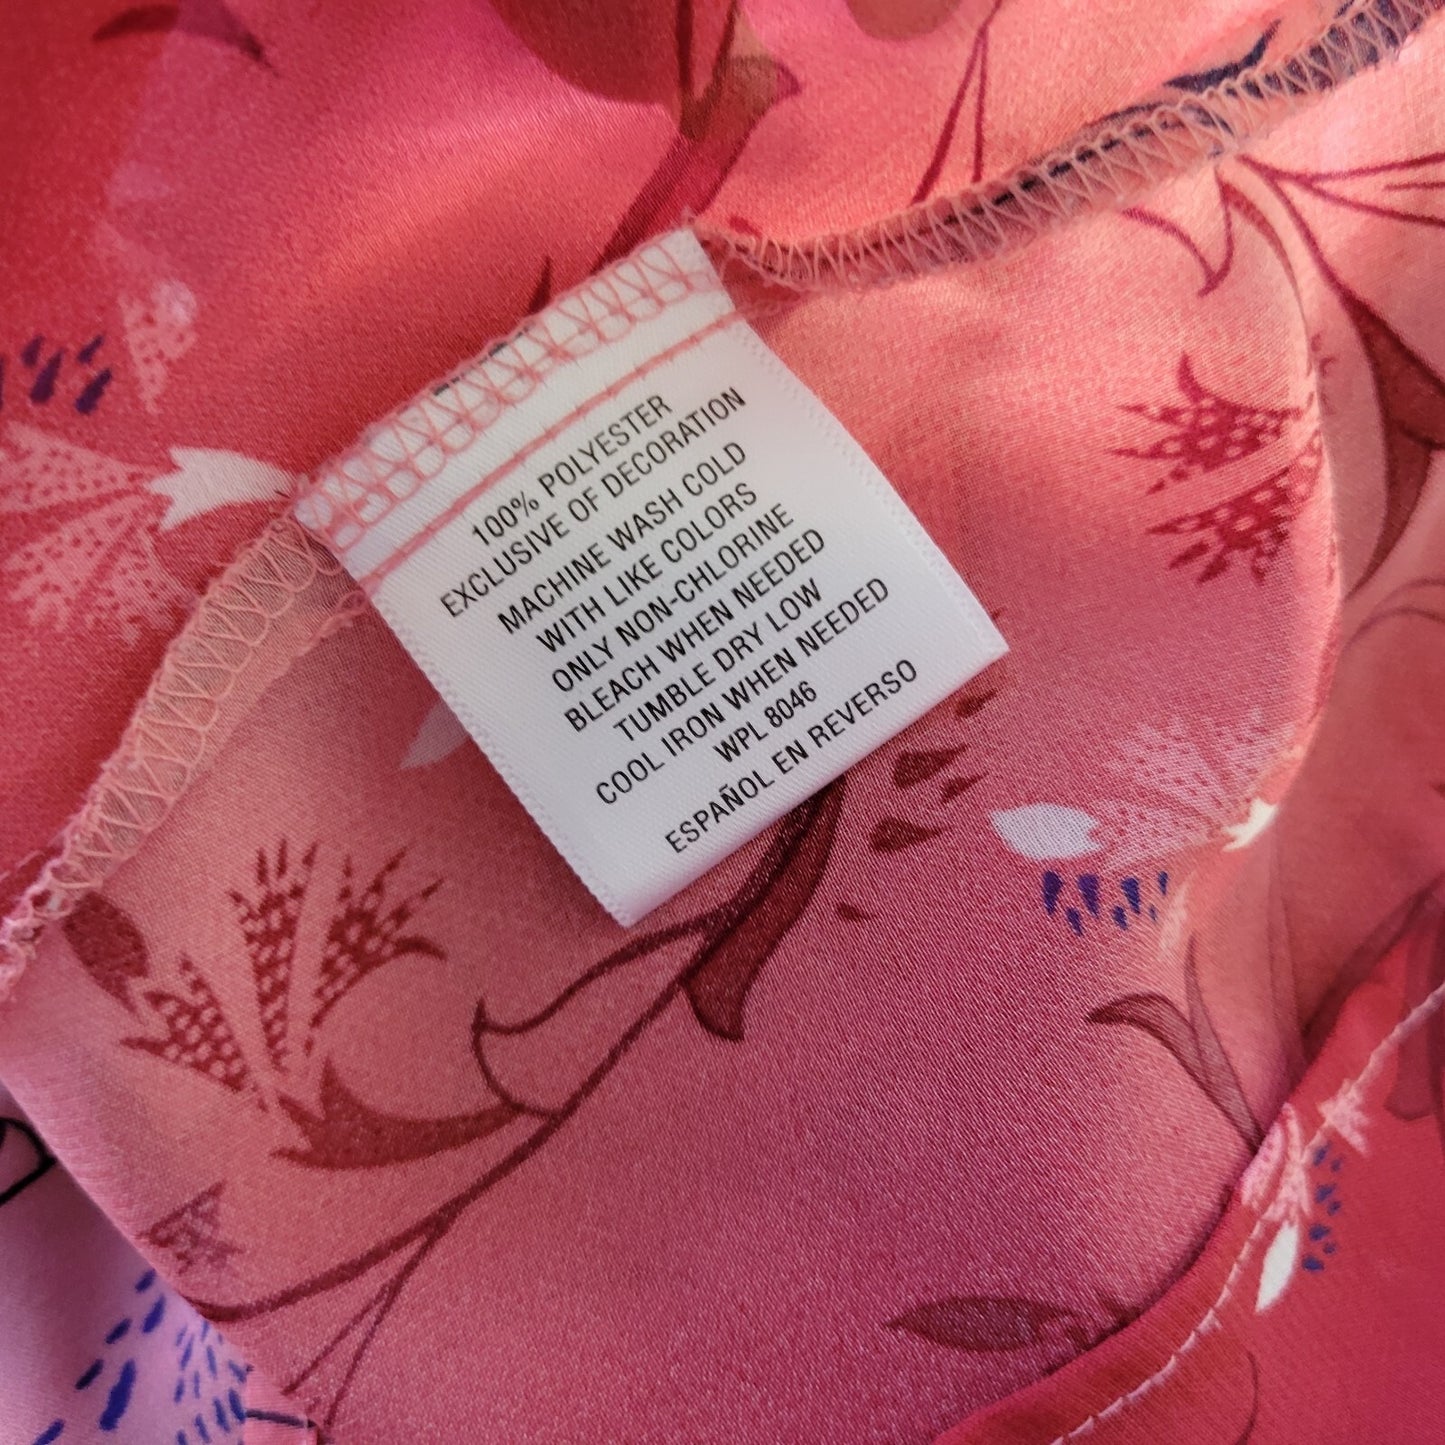 100% POLYESTER
EXCLUSIVE OF DECORATION
MACHINE WASH COLD
WITH LIKE COLORS
ONLY NON-CHLORINE
BLEACH WHEN NEEDED
TUMBLE DRY LOW
COOL IRON WHEN NEEDED
WPL 8046
ESPAÑOL EN REVERSO